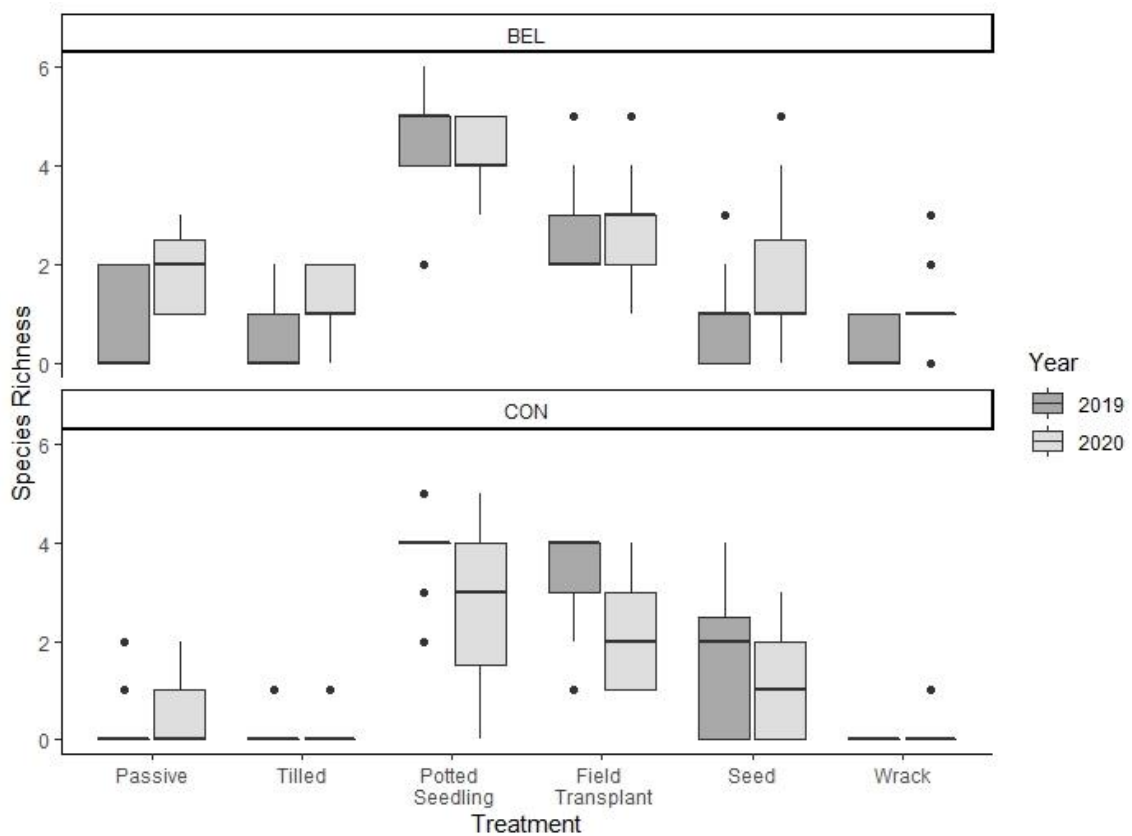 BEL
6
4
2
0
Species Richness
CON
6
4
2
0
Passive
Tilled
Potted
Seedling
Field
Transplant
Seed
Wrack
Treatment
Year
2019
2020